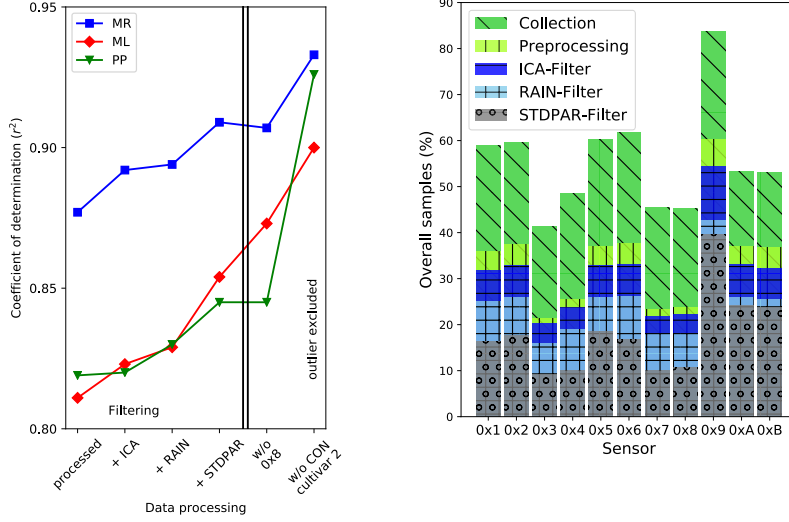 0.95
0.90
0.85
0.80
Coefficient of determination (r²)
MR
ML
PP
Filtering
outlier excluded
processed
+ ICA
+ RAIN
+ STDPAR
w/o
0x8
w/o CON
cultivar 2
Data processing
90
80
70
60
50
40
30
20
10
0
Overall samples (%)
Collection
Preprocessing
ICA-Filter
RAIN-Filter
STDPAR-Filter
0x1 0x2 0x3 0x4 0x5 0x6 0x7 0x8 0x9 0xA 0xB
Sensor